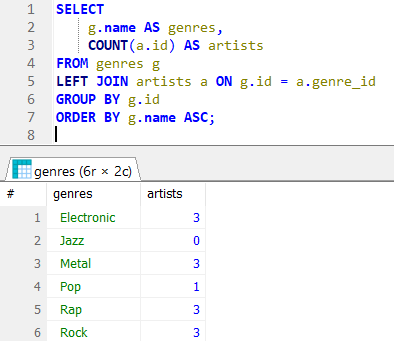 1 SELECT
2 g.name AS genres,
3 COUNT(a.id) AS artists
4 FROM genres g
5 LEFT JOIN artists a ON g.id = a.genre_id
6 GROUP BY g.id
7 ORDER BY g.name ASC;
8
genres (6r × 2c)
# genres artists
1 Electronic 3
2 Jazz 0
3 Metal 3
4 Pop 1
5 Rap 3
6 Rock 3